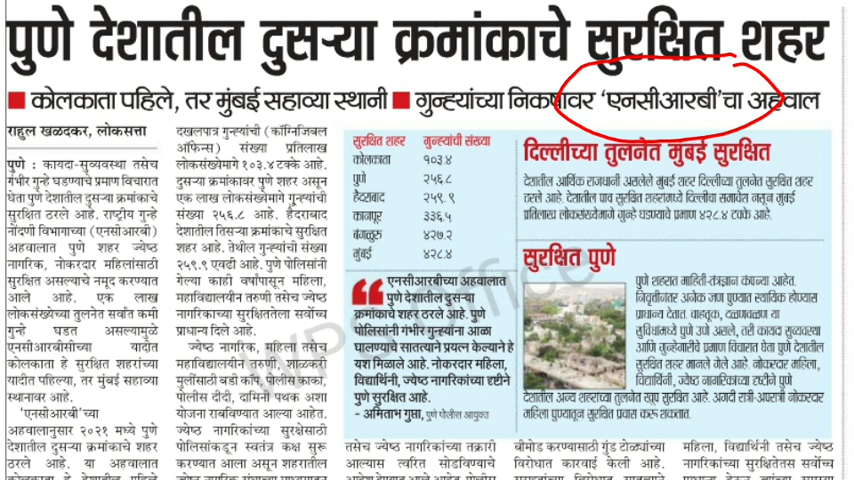 पुणे देशातील दुसऱ्या क्रमांकाचे सुरक्षित शहर
■ कोलकाता पहिले, तर मुंबई सहाव्या स्थानी ■ गुन्ह्यांच्या निकषावर ‘एनसीआरबी’चा अहवाल
राहुल खळदकर, लोकसत्ता
पुणे : कायदा-सुव्यवस्था तसेच
गंभीर गुन्हे घडण्याचे प्रमाण विचारात
घेता पुणे देशातील दुसऱ्या क्रमांकाचे
सुरक्षित ठरले आहे. राष्ट्रीय गुन्हे
नोंदणी विभागाच्या (एनसीआरबी)
अहवालात पुणे शहर ज्येष्ठ
नागरिक, नोकरदार महिलांसाठी
सुरक्षित असल्याचे नमूद करण्यात
आले आहे. एक लाख
लोकसंख्येच्या तुलनेत सर्वांत कमी
गुन्हे घडत असल्यामुळे
एनसीआरबीसीच्या यादीत
कोलकाता हे सुरक्षित शहरांच्या
यादीत पहिल्या, तर मुंबई सहाव्या
स्थानावर आहे.
‘एनसीआरबी’च्या
अहवालानुसार २०२१ मध्ये पुणे
देशातील दुसऱ्या क्रमांकाचे शहर
ठरले आहे. या अहवालात
कोलकाता हे देशातील पहिले
दखलपात्र गुन्ह्यांची (कॉग्निजिबल
ऑफेन्स) संख्या प्रतिलाख
लोकसंख्येमागे १०३.४ टक्के आहे.
दुसऱ्या क्रमांकावर पुणे शहर असून
एक लाख लोकसंख्येमागे गुन्ह्यांची
संख्या २५६.८ आहे. हैदराबाद
देशातील तिसऱ्या क्रमांकाचे सुरक्षित
शहर आहे. तेथील गुन्ह्यांची संख्या
२५९.९ एवढी आहे. पुणे पोलिसांनी
गेल्या काही वर्षांपासून महिला,
महाविद्यालयीन तरुणी तसेच ज्येष्ठ
नागरिकांच्या सुरक्षिततेला सर्वोच्च
प्राधान्य दिले आहे.
ज्येष्ठ नागरिक, महिला तसेच
महाविद्यालयीन तरुणी, शाळकरी
मुलींसाठी बडी कॉप, पोलीस काका,
पोलीस दीदी, दामिनी पथक अशा
योजना राबविण्यात आल्या आहेत.
ज्येष्ठ नागरिकांच्या सुरक्षेसाठी
पोलिसांकडून स्वतंत्र कक्ष सुरू
करण्यात आला असून शहरातील
सुरक्षित शहर गुन्ह्यांची संख्या
कोलकाता १०३.४
पुणे २५६.८
हैदराबाद २५९.९
कानपूर ३३६.५
बंगळुरू ४२७.२
मुंबई ४२८.४
एनसीआरबीच्या अहवालात
पुणे देशातील दुसऱ्या
क्रमांकाचे शहर ठरले आहे. पुणे
पोलिसांनी गंभीर गुन्ह्यांना आळा
घालण्याचे सातत्याने प्रयत्न केल्याने हे
यश मिळाले आहे. नोकरदार महिला,
विद्यार्थिनी, ज्येष्ठ नागरिकांच्या दृष्टीने
पुणे सुरक्षित आहे.
- अमिताभ गुप्ता, पुणे पोलीस आयुक्त
दिल्लीच्या तुलनेत मुंबई सुरक्षित
देशातील आर्थिक राजधानी असलेले मुंबई शहर दिल्लीच्या तुलनेत सुरक्षित शहर
ठरले आहे. देशातील पाच सुरक्षित शहरांमध्ये दिल्लीचा समावेश नसून मुंबई
प्रतिलाख लोकसंख्येमागे गुन्हे घडण्याचे प्रमाण ४२८.४ टक्के आहे.
सुरक्षित पुणे
पुणे शहरात माहिती-तंत्रज्ञान कंपन्या आहेत.
निवृत्तीनंतर अनेक जण पुण्यात स्थायिक होण्यास
प्राधान्य देतात. वाहतूक, दळणवळण या
सुविधांमध्ये पुणे उणे असले, तरी कायदा सुव्यवस्था
आणि गुन्हेगारीचे प्रमाण विचारात घेता पुणे देशातील
सुरक्षित शहर मानले गेले आहे. नोकरदार महिला,
विद्यार्थिनी, ज्येष्ठ नागरिकांच्या दृष्टीने पुणे
देशातील अन्य शहरांच्या तुलनेत खूप सुरक्षित आहे. अगदी रात्री-अपरात्री नोकरदार
महिला पुण्यातून सुरक्षित प्रवास करू शकतात.
तसेच ज्येष्ठ नागरिकांच्या तक्रारी
आल्यास त्वरित सोडविण्याचे
बीमोड करण्यासाठी गुंड टोळ्यांच्या
विरोधात कारवाई केली आहे.
महिला, विद्यार्थिनी तसेच ज्येष्ठ
नागरिकांच्या सुरक्षिततेस सर्वोच्च
WPS Office